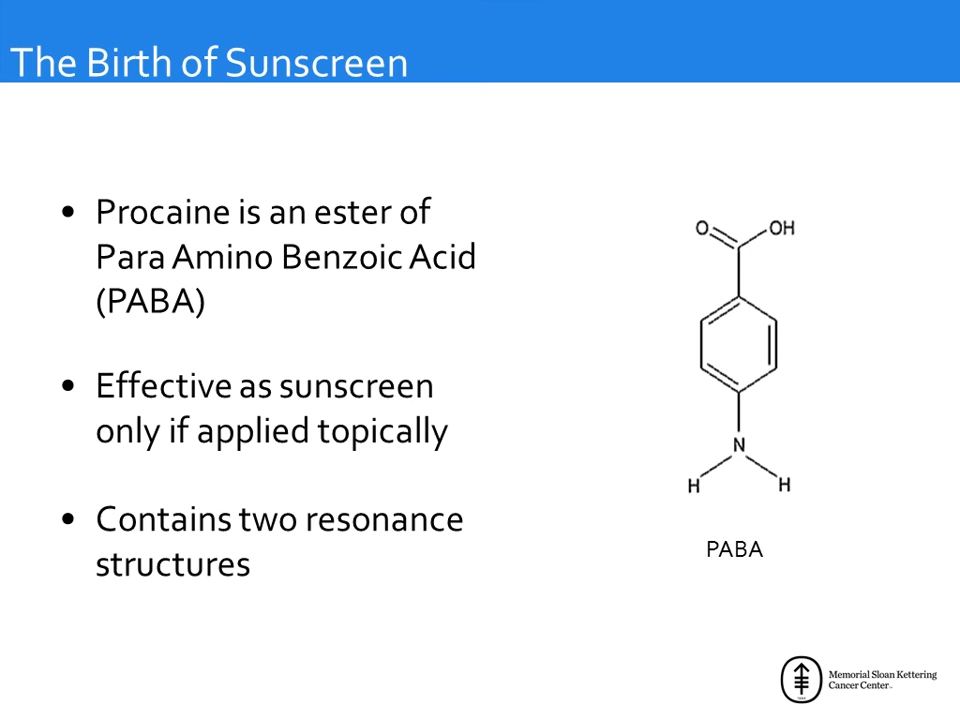 The Birth of Sunscreen
• Procaine is an ester of
Para Amino Benzoic Acid
(PABA)
• Effective as sunscreen
only if applied topically
• Contains two resonance
structures
O OH
N
H H
PABA
Memorial Sloan Kettering
Cancer Center